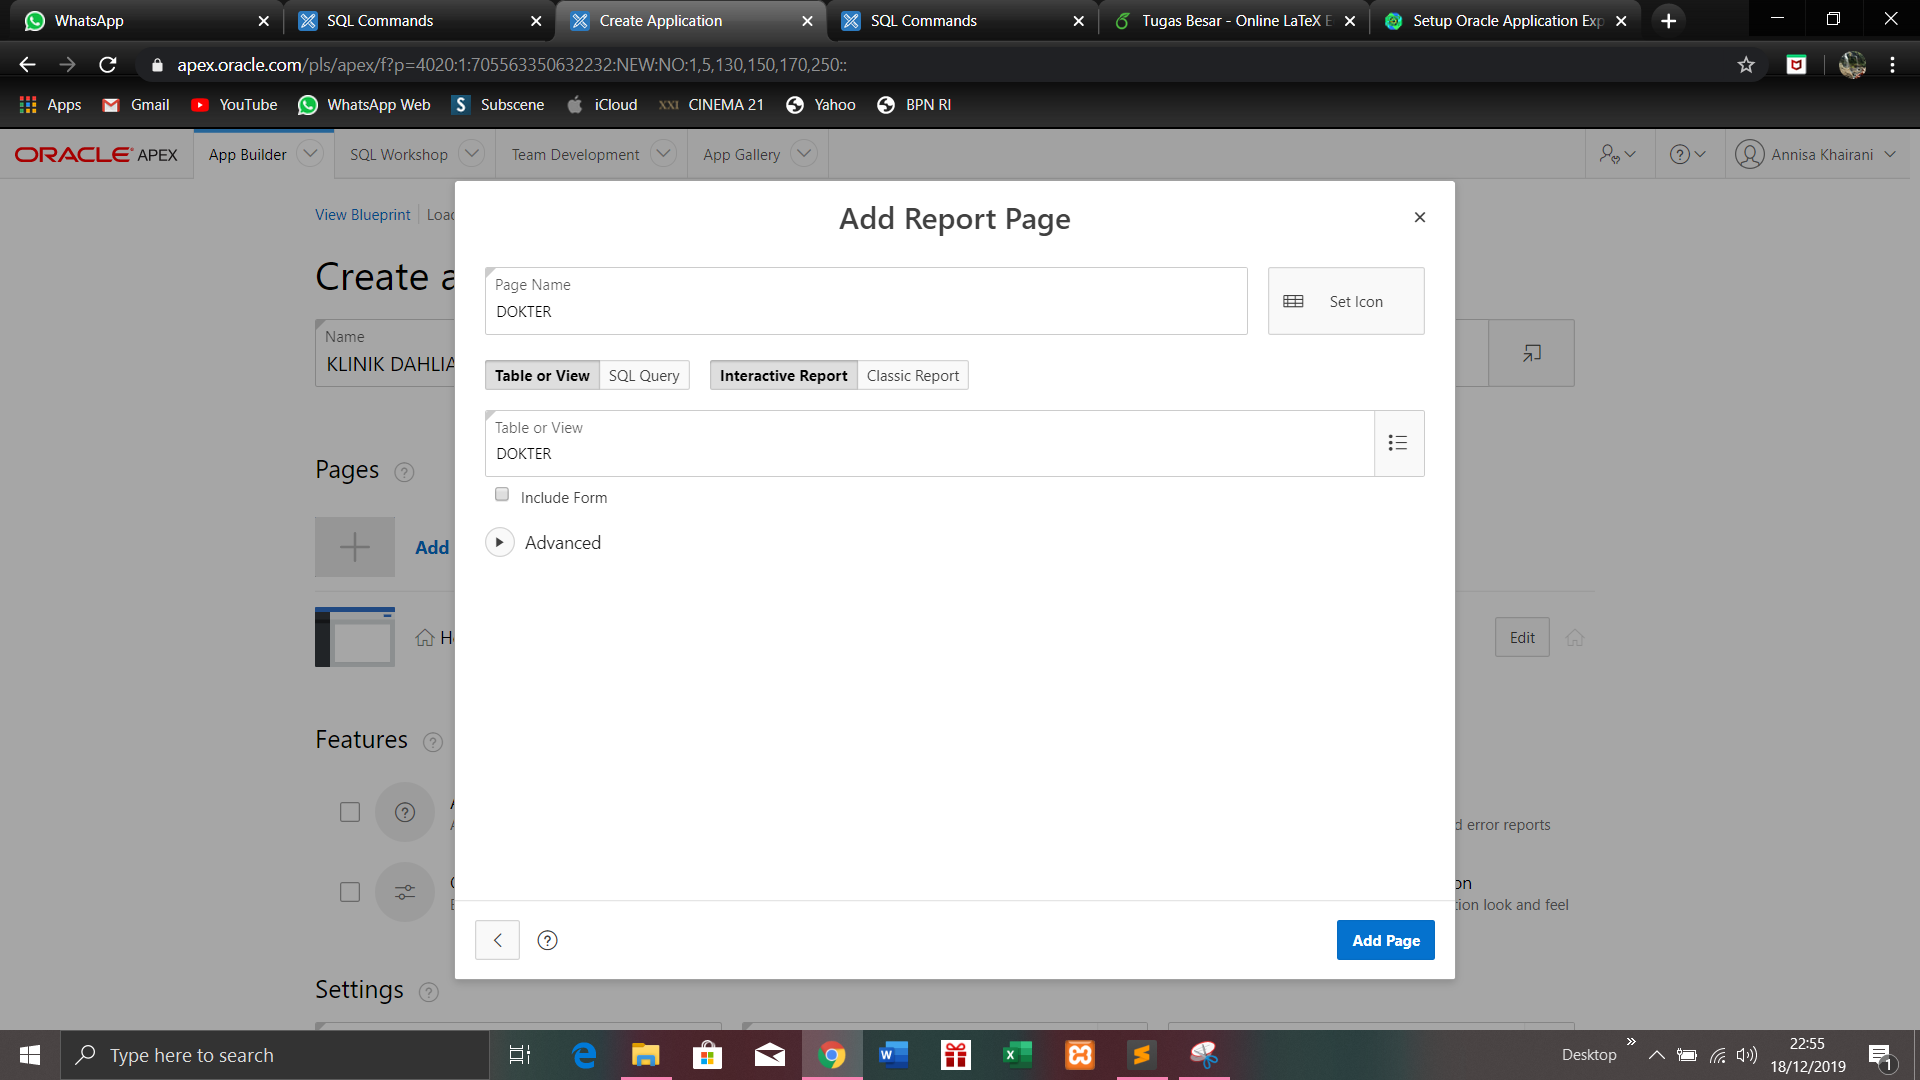 WhatsApp
SQL Commands
Create Application
SQL Commands
Tugas Besar - Online LaTeX E
Setup Oracle Application Exp
apex.oracle.com/pls/apex/f?p=4020:1:705563350632232:NEW:NO:1,5,130,150,170,250::
Apps
Gmail
YouTube
WhatsApp Web
Subscene
iCloud
XXI CINEMA 21
Yahoo
BPN RI
ORACLE APEX
App Builder
SQL Workshop
Team Development
App Gallery
Annisa Khairani
View Blueprint
Create a
Name
KLINIK DAHLIA
Pages
Add
Edit
Features
d error reports
tion look and feel
Settings
Add Report Page
Page Name
DOKTER
Set Icon
Table or View
SQL Query
Interactive Report
Classic Report
Table or View
DOKTER
Include Form
Advanced
Add Page
Type here to search
Desktop
22:55
18/12/2019
1